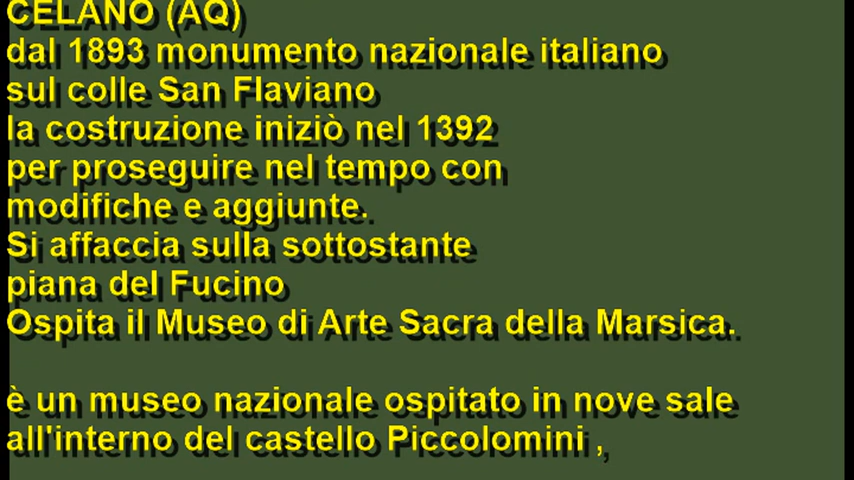 CELANO (AQ)
dal 1893 monumento nazionale italiano
sul colle San Flaviano
la costruzione iniziò nel 1392
per proseguire nel tempo con
modifiche e aggiunte.
Si affaccia sulla sottostante
piana del Fucino
Ospita il Museo di Arte Sacra della Marsica.
è un museo nazionale ospitato in nove sale
all'interno del castello Piccolomini ,